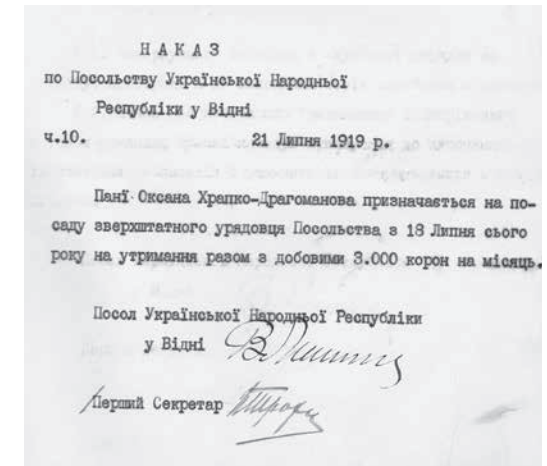 НАКАЗ
по Посольству Української Народньої
Республіки у Відні
ч.10. 21 Липня 1919 р.
Пані Оксана Храпко-Драгоманова призначається на по-
саду зверхштатного урядовця Посольства з 18 Липня сього
року на утримання разом з добовими 3.000 корон на місяць.
Посол Української Народньої Республіки
у Відні
/Перший Секретар